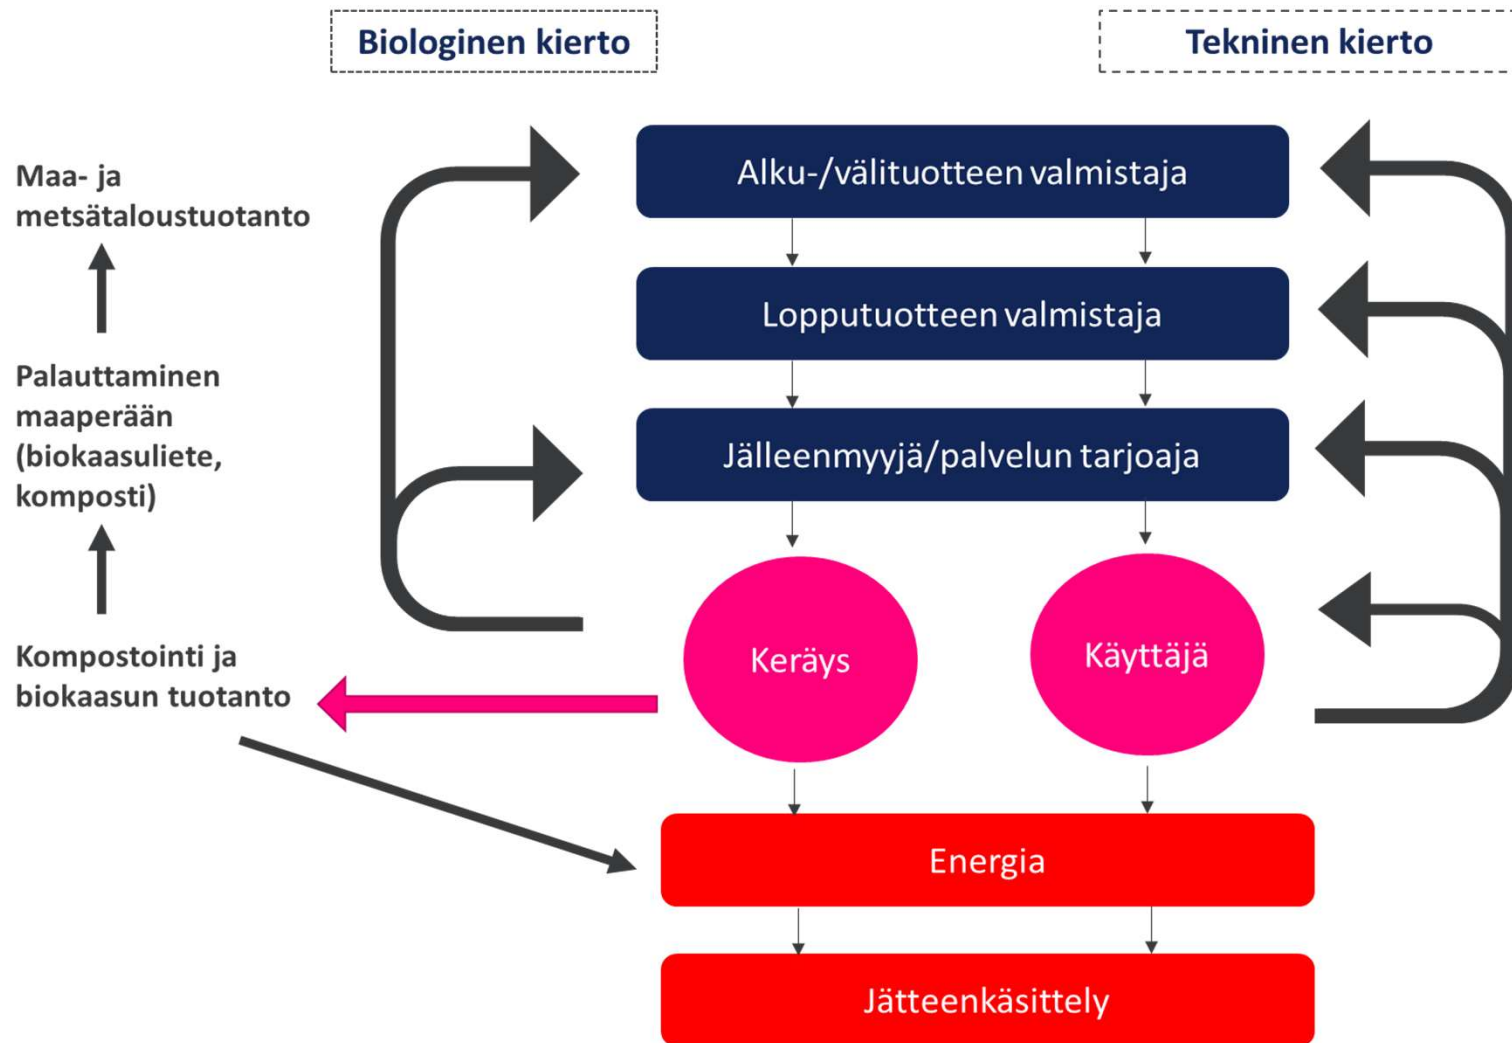 Biologinen kierto
Tekninen kierto
Maa- ja
metsätaloustuotanto
Palauttaminen
maaperään
(biokaasuliete,
komposti)
Kompostointi ja
biokaasun tuotanto
Alku-/välituotteen valmistaja
Lopputuotteen valmistaja
Jälleenmyyjä/palvelun tarjoaja
Keräys
Käyttäjä
Energia
Jätteenkäsittely